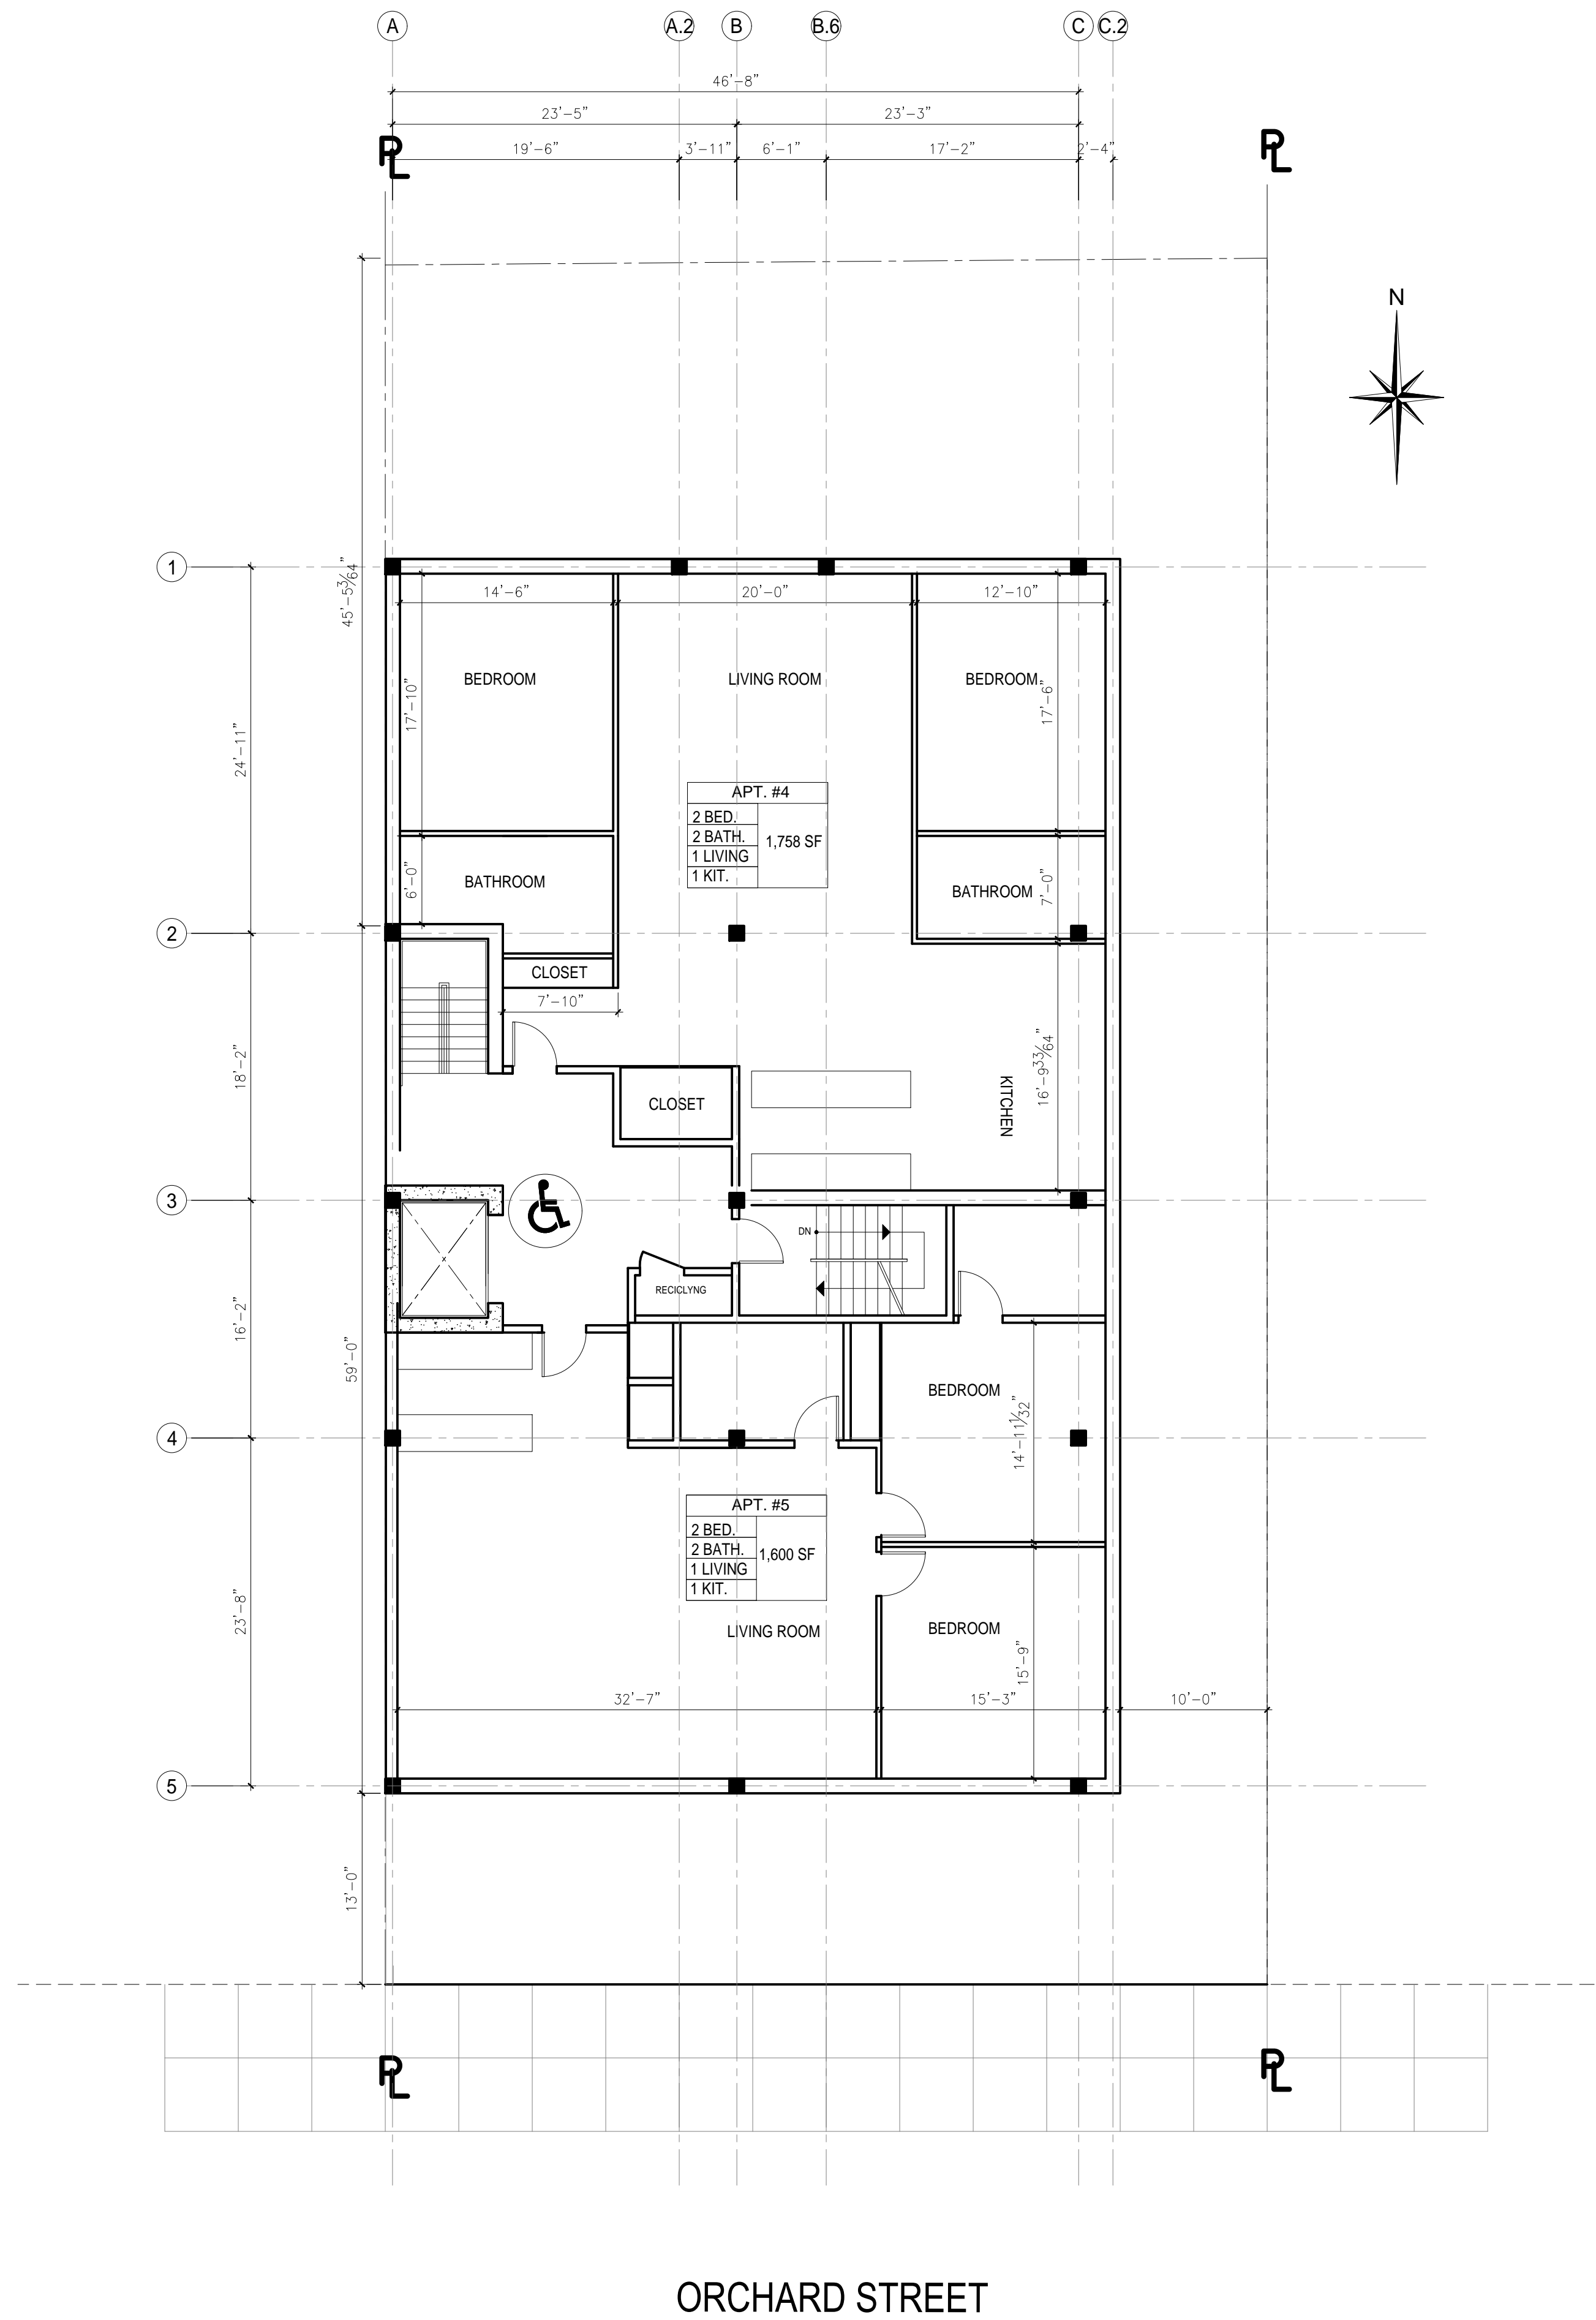 A A.2 B B.6 C C.2
46'-8"
23'-5" 23'-3"
19'-6" 3'-11" 6'-1" 17'-2" 2'-4"
PL PL
N
1
45'-5 3/64"
14'-6" 20'-0" 12'-10"
BEDROOM LIVING ROOM BEDROOM
17'-10" 17'-6"
24'-11"
APT. #4
2 BED.
2 BATH. 1,758 SF
1 LIVING
1 KIT.
6'-0" BATHROOM BATHROOM 7'-0"
2
CLOSET
7'-10"
18'-2" 16'-9 33/64"
CLOSET KITCHEN
3
DN
RECICLYNG
16'-2"
59'-0"
BEDROOM
14'-11 1/32"
4
APT. #5
2 BED.
2 BATH. 1,600 SF
1 LIVING
1 KIT.
23'-8"
LIVING ROOM BEDROOM
15'-9"
32'-7" 15'-3" 10'-0"
5
13'-0"
PL PL
ORCHARD STREET